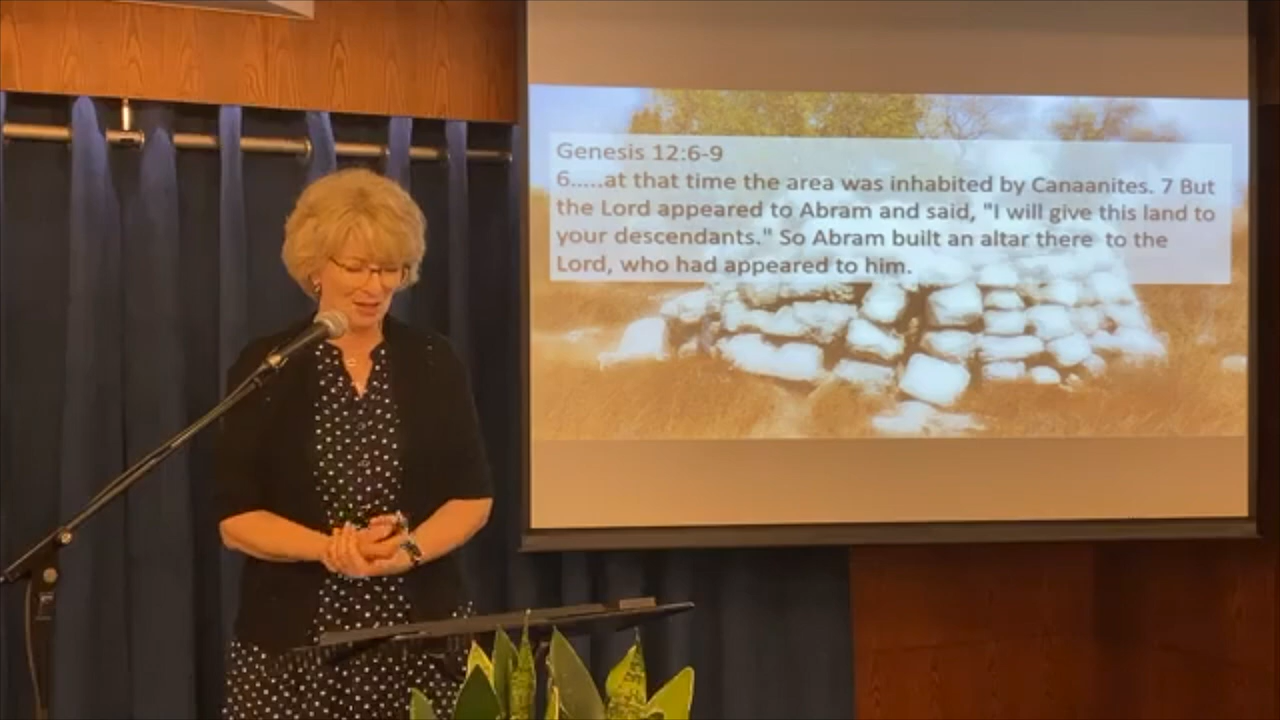 Genesis 12:6-9
6.....at that time the area was inhabited by Canaanites. 7 But
the Lord appeared to Abram and said, "I will give this land to
your descendants." So Abram built an altar there to the
Lord, who had appeared to him.